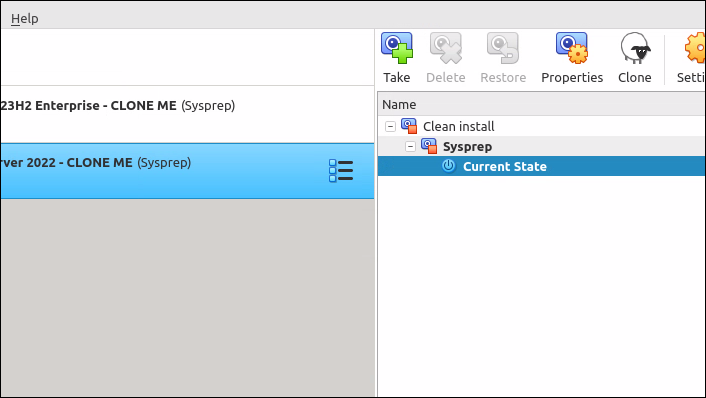 Help
Take Delete Restore Properties Clone Setti
Name
23H2 Enterprise - CLONE ME (Sysprep)
rver 2022 - CLONE ME (Sysprep)
Clean install
Sysprep
Current State